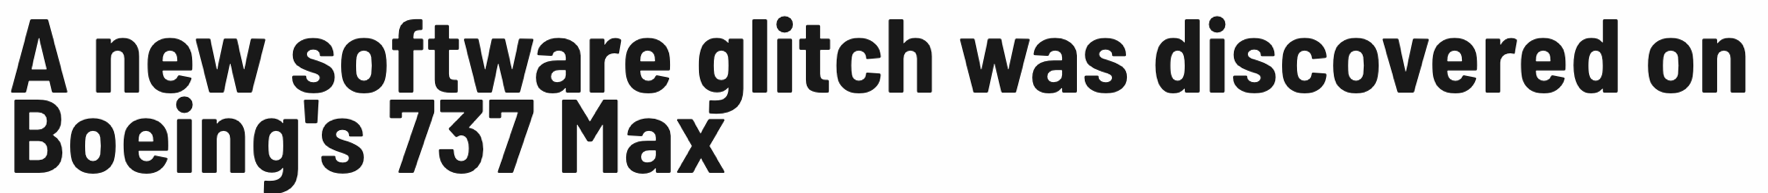 A new software glitch was discovered on
Boeing's 737 Max